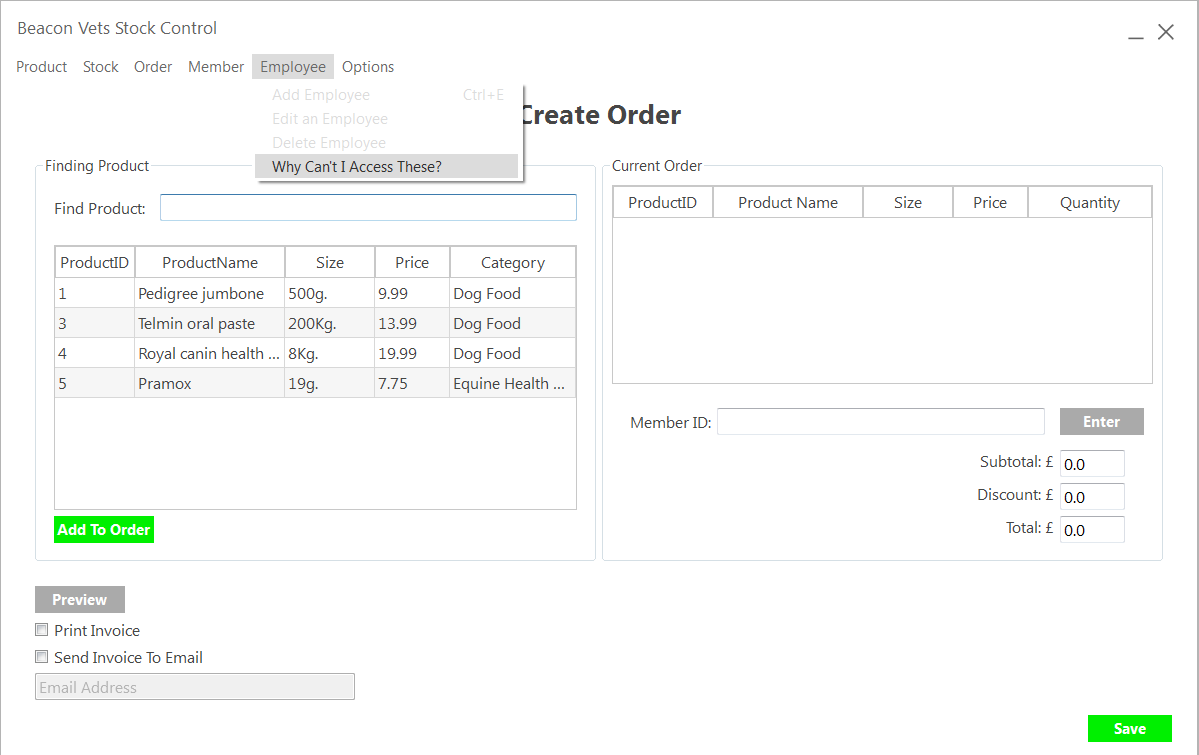 Beacon Vets Stock Control
Product Stock Order Member Employee Options
Add Employee Ctrl+E
Edit an Employee
Delete Employee
Why Can't I Access These?
Create Order
Finding Product
Find Product:
ProductID ProductName Size Price Category
1 Pedigree jumbone 500g. 9.99 Dog Food
3 Telmin oral paste 200Kg. 13.99 Dog Food
4 Royal canin health ... 8Kg. 19.99 Dog Food
5 Pramox 19g. 7.75 Equine Health ...
Add To Order
Current Order
ProductID Product Name Size Price Quantity
Member ID: Enter
Subtotal: £ 0.0
Discount: £ 0.0
Total: £ 0.0
Preview
Print Invoice
Send Invoice To Email
Email Address
Save